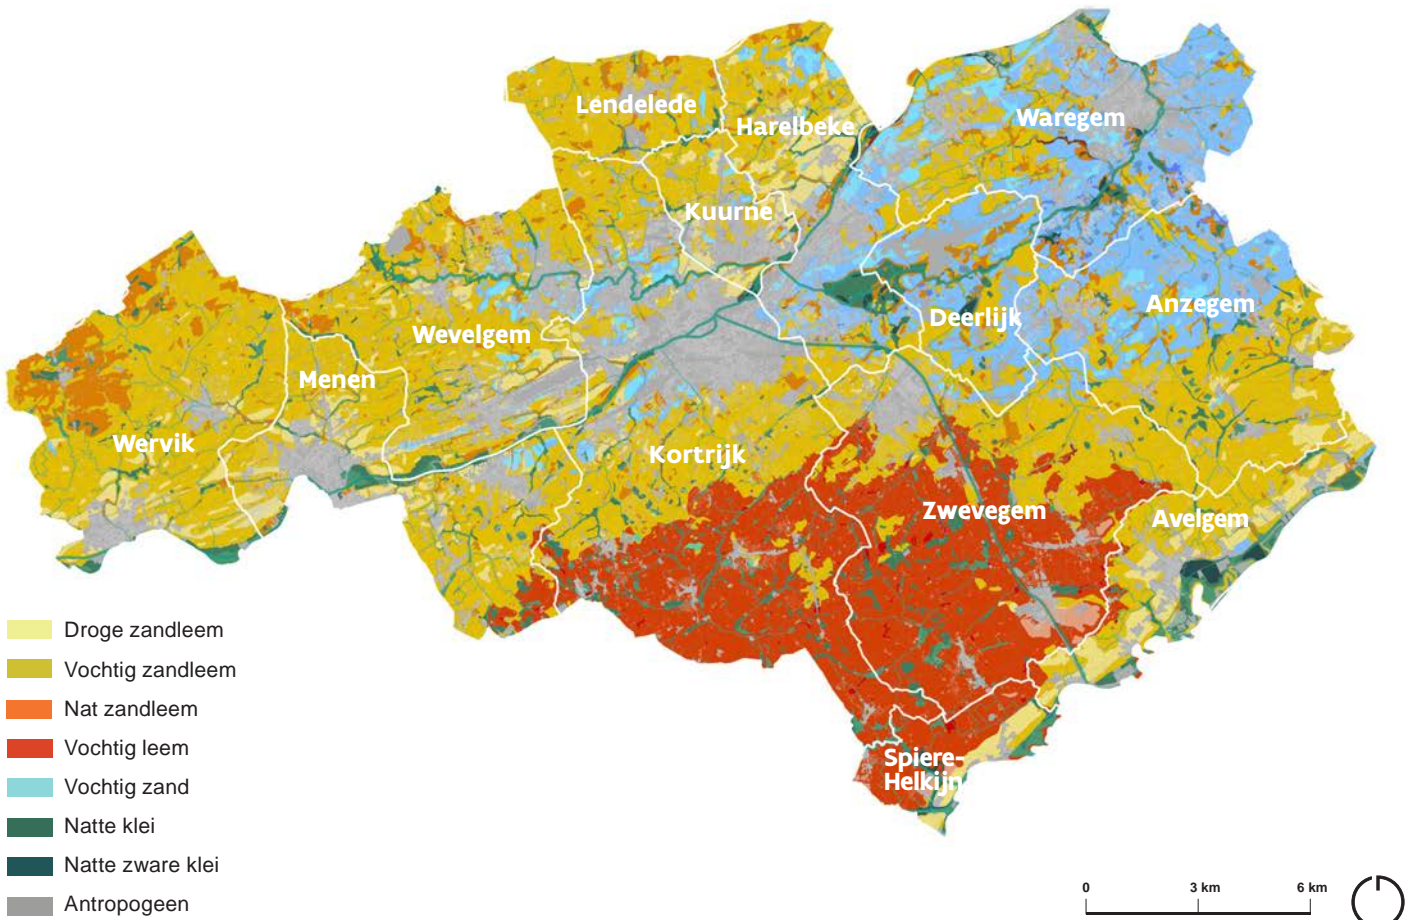 Lendelede
Harelbeke
Waregem
Kuurne
Anzegem
Deerlijk
Wevelgem
Menen
Wervik
Kortrijk
Zwevegem
Avelgem
Spiere-
Helkijn
Droge zandleem
Vochtig zandleem
Nat zandleem
Vochtig leem
Vochtig zand
Natte klei
Natte zware klei
Antropogeen
0 3 km 6 km